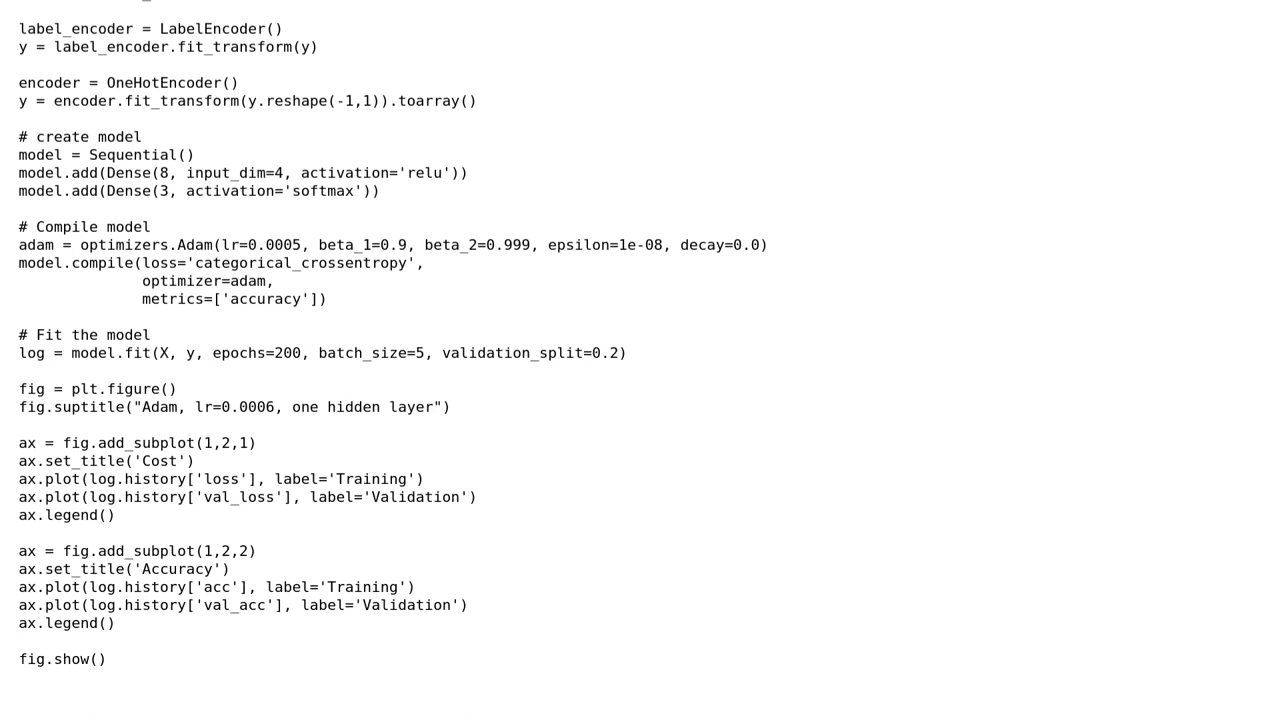 label_encoder = LabelEncoder()
y = label_encoder.fit_transform(y)

encoder = OneHotEncoder()
y = encoder.fit_transform(y.reshape(-1,1)).toarray()

# create model
model = Sequential()
model.add(Dense(8, input_dim=4, activation='relu'))
model.add(Dense(3, activation='softmax'))

# Compile model
adam = optimizers.Adam(lr=0.0005, beta_1=0.9, beta_2=0.999, epsilon=1e-08, decay=0.0)
model.compile(loss='categorical_crossentropy',
              optimizer=adam,
              metrics=['accuracy'])

# Fit the model
log = model.fit(X, y, epochs=200, batch_size=5, validation_split=0.2)

fig = plt.figure()
fig.suptitle("Adam, lr=0.0006, one hidden layer")

ax = fig.add_subplot(1,2,1)
ax.set_title('Cost')
ax.plot(log.history['loss'], label='Training')
ax.plot(log.history['val_loss'], label='Validation')
ax.legend()

ax = fig.add_subplot(1,2,2)
ax.set_title('Accuracy')
ax.plot(log.history['acc'], label='Training')
ax.plot(log.history['val_acc'], label='Validation')
ax.legend()

fig.show()